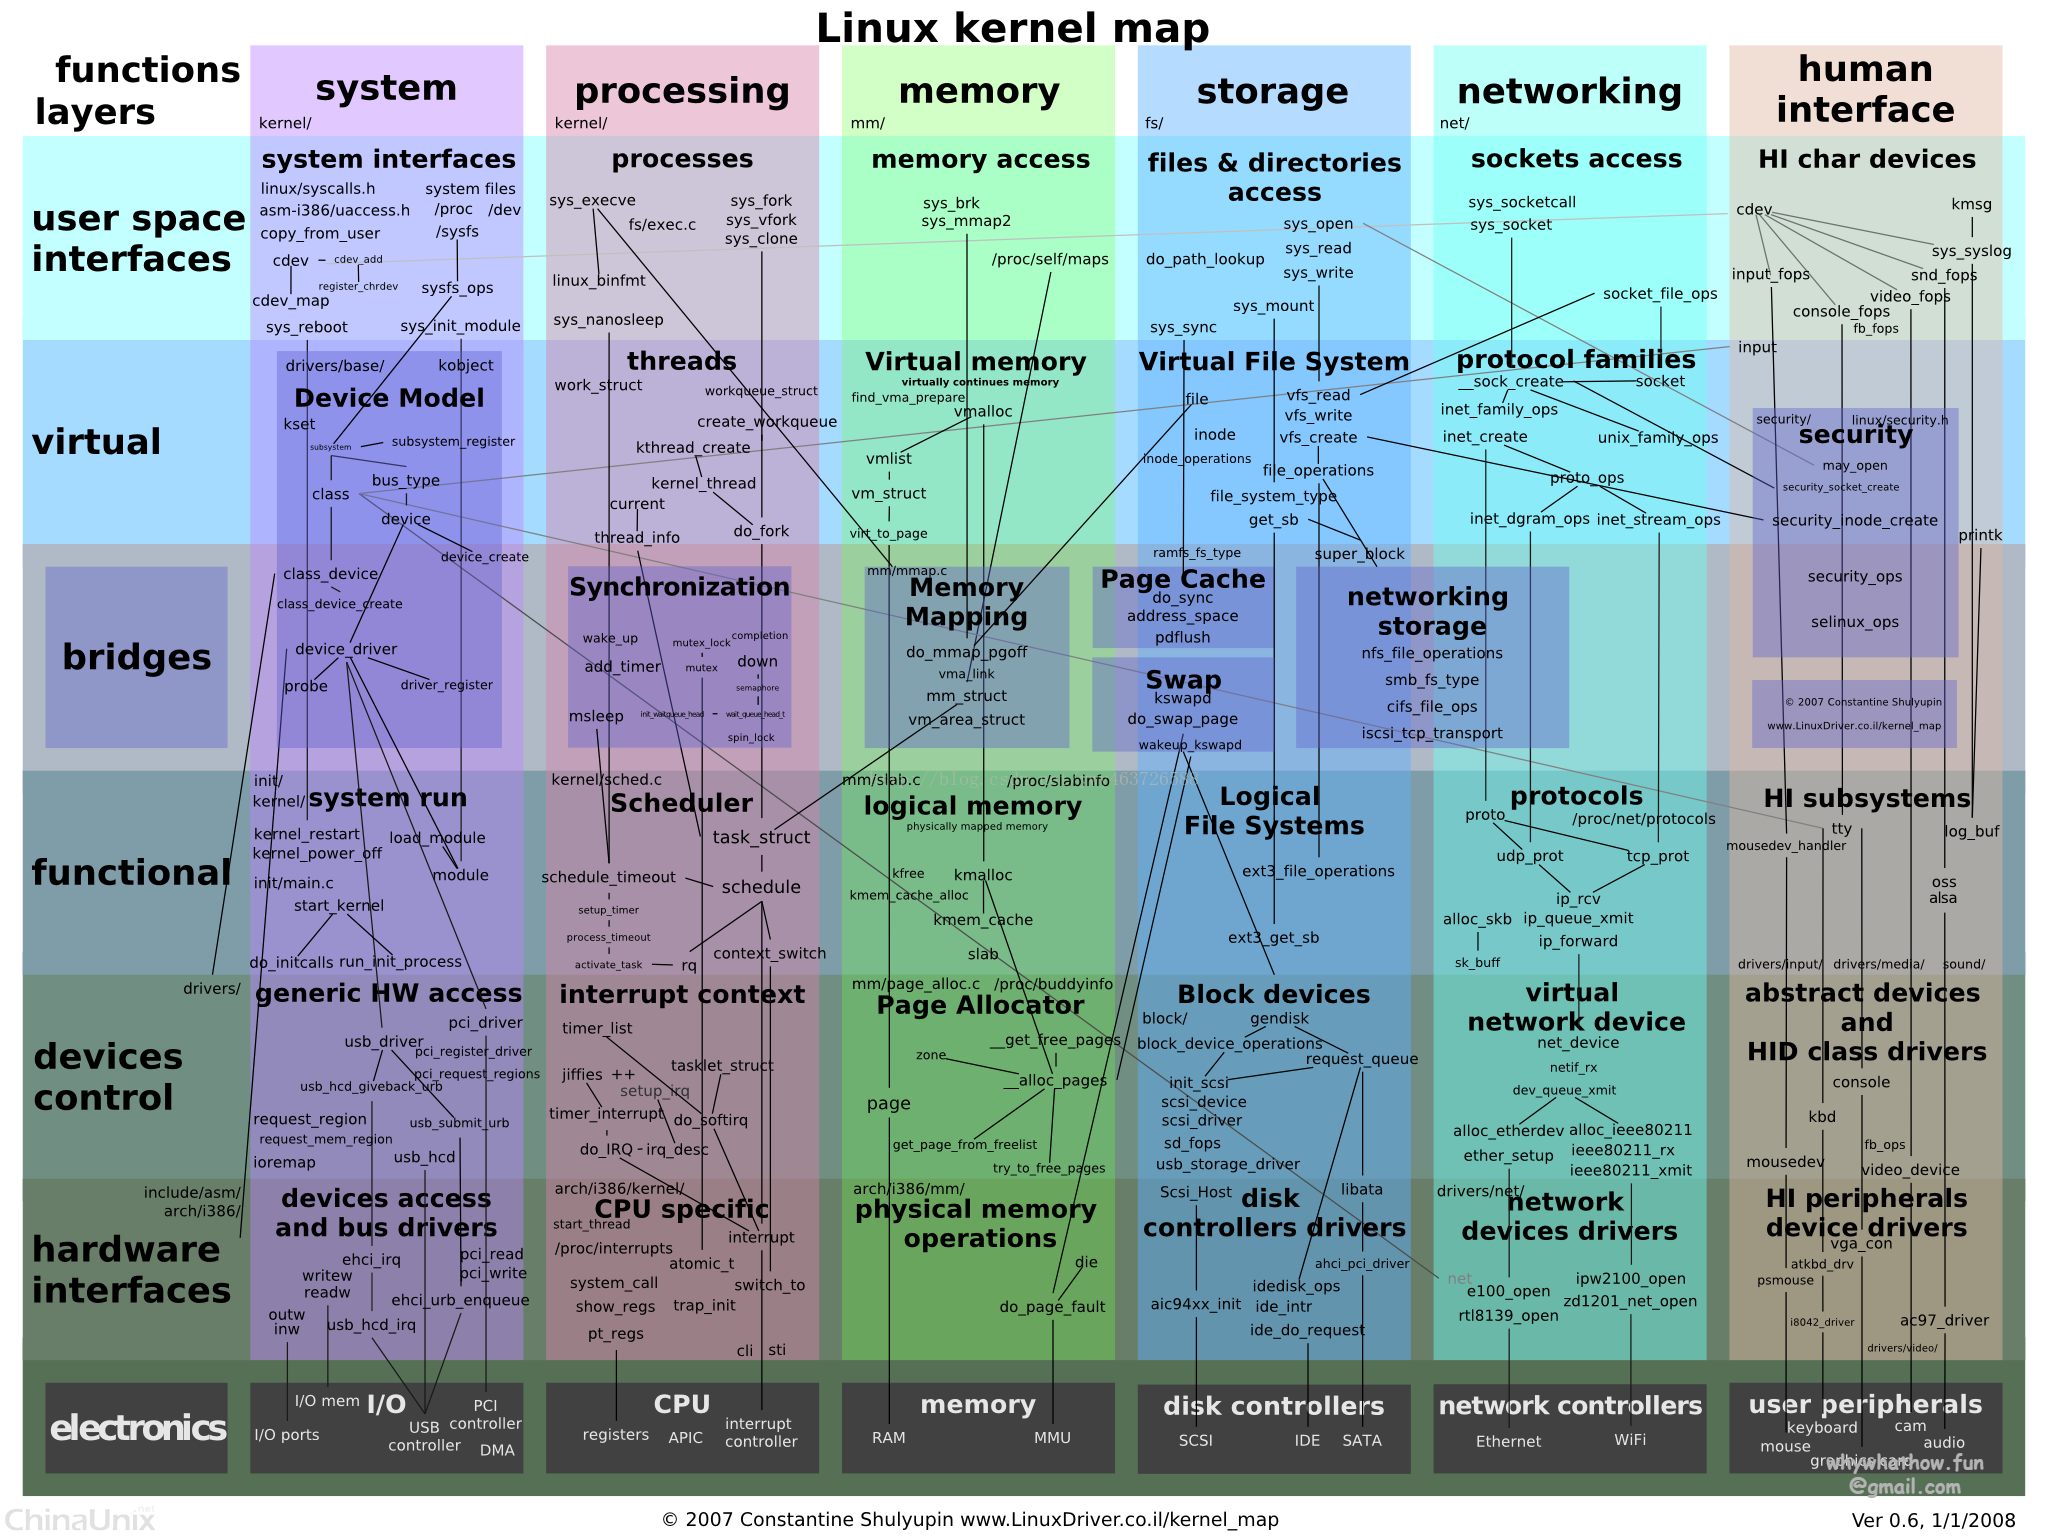 Linux kernel map
functions
layers
system
kernel/
processing
kernel/
memory
mm/
storage
fs/
networking
net/
human
interface
user space
interfaces
system interfaces
linux/syscalls.h
system files
asm-i386/uaccess.h
/proc
/dev
copy_from_user
/sysfs
cdev
cdev_add
register_chrdev
cdev_map
sysfs_ops
sys_reboot
sys_init_module
processes
sys_execve
sys_fork
fs/exec.c
sys_vfork
sys_clone
linux_binfmt
sys_nanosleep
memory access
sys_brk
sys_mmap2
/proc/self/maps
files & directories
access
sys_open
sys_read
do_path_lookup
sys_write
sys_mount
sys_sync
sockets access
sys_socketcall
sys_socket
socket_file_ops
HI char devices
cdev
kmsg
sys_syslog
input_fops
snd_fops
video_fops
console_fops
fb_fops
virtual
drivers/base/
kobject
Device Model
kset
subsystem
subsystem_register
bus_type
class
device
device_create
threads
work_struct
workqueue_struct
create_workqueue
kthread_create
kernel_thread
current
do_fork
thread_info
Virtual memory
virtually continues memory
find_vma_prepare
vmalloc
vmlist
vm_struct
virt_to_page
Virtual File System
file
vfs_read
vfs_write
inode
vfs_create
inode_operations
file_operations
file_system_type
get_sb
super_block
protocol families
__sock_create
socket
inet_family_ops
inet_create
unix_family_ops
proto_ops
inet_dgram_ops
inet_stream_ops
input
security/
linux/security.h
security
may_open
security_socket_create
security_inode_create
printk
security_ops
selinux_ops
bridges
class_device
class_device_create
device_driver
probe
driver_register
Synchronization
wake_up
mutex_lock
completion
add_timer
mutex
down
semaphore
msleep
init_waitqueue_head
wait_queue_head_t
spin_lock
mm/mmap.c
Memory
Mapping
do_mmap_pgoff
vma_link
mm_struct
vm_area_struct
ramfs_fs_type
Page Cache
do_sync
address_space
pdflush
Swap
kswapd
do_swap_page
wakeup_kswapd
networking
storage
nfs_file_operations
smb_fs_type
cifs_file_ops
iscsi_tcp_transport
© 2007 Constantine Shulyupin
www.LinuxDriver.co.il/kernel_map
functional
init/
kernel/
system run
kernel_restart
load_module
kernel_power_off
module
init/main.c
start_kernel
do_initcalls
run_init_process
kernel/sched.c
Scheduler
task_struct
schedule_timeout
schedule
setup_timer
process_timeout
context_switch
activate_task
rq
mm/slab.c
/proc/slabinfo
logical memory
physically mapped memory
kfree
kmalloc
kmem_cache_alloc
kmem_cache
slab
Logical
File Systems
ext3_file_operations
ext3_get_sb
protocols
proto
/proc/net/protocols
udp_prot
tcp_prot
ip_rcv
alloc_skb
ip_queue_xmit
ip_forward
sk_buff
HI subsystems
tty
log_buf
mousedev_handler
oss
alsa
drivers/input/
drivers/media/
sound/
drivers/
devices
control
generic HW access
pci_driver
usb_driver
pci_register_driver
pci_request_regions
usb_hcd_giveback_urb
request_region
usb_submit_urb
request_mem_region
usb_hcd
ioremap
interrupt context
timer_list
tasklet_struct
jiffies ++
setup_irq
timer_interrupt
do_softirq
do_IRQ
irq_desc
mm/page_alloc.c
/proc/buddyinfo
Page Allocator
__get_free_pages
zone
__alloc_pages
page
get_page_from_freelist
try_to_free_pages
Block devices
block/
gendisk
block_device_operations
request_queue
init_scsi
scsi_device
scsi_driver
sd_fops
usb_storage_driver
virtual
network device
net_device
netif_rx
dev_queue_xmit
alloc_etherdev
alloc_ieee80211
ether_setup
ieee80211_rx
ieee80211_xmit
abstract devices
and
HID class drivers
console
kbd
fb_ops
mousedev
video_device
include/asm/
arch/i386/
hardware
interfaces
devices access
and bus drivers
ehci_irq
pci_read
pci_write
writew
readw
ehci_urb_enqueue
outw
inw
usb_hcd_irq
arch/i386/kernel/
CPU specific
start_thread
interrupt
/proc/interrupts
atomic_t
system_call
switch_to
show_regs
trap_init
pt_regs
cli
sti
arch/i386/mm/
physical memory
operations
die
do_page_fault
Scsi_Host
libata
disk
controllers drivers
ahci_pci_driver
idedisk_ops
aic94xx_init
ide_intr
ide_do_request
drivers/net/
network
devices drivers
net
ipw2100_open
e100_open
zd1201_net_open
rtl8139_open
HI peripherals
device drivers
vga_con
atkbd_drv
psmouse
i8042_driver
ac97_driver
drivers/video/
electronics
I/O mem
I/O
PCI
controller
USB
controller
I/O ports
DMA
CPU
interrupt
controller
registers
APIC
memory
RAM
MMU
disk controllers
SCSI
IDE
SATA
network controllers
Ethernet
WiFi
user peripherals
keyboard
cam
mouse
audio
graphics card
whywhathow.fun
@gmail.com
ChinaUnix
.net
© 2007 Constantine Shulyupin www.LinuxDriver.co.il/kernel_map
Ver 0.6, 1/1/2008